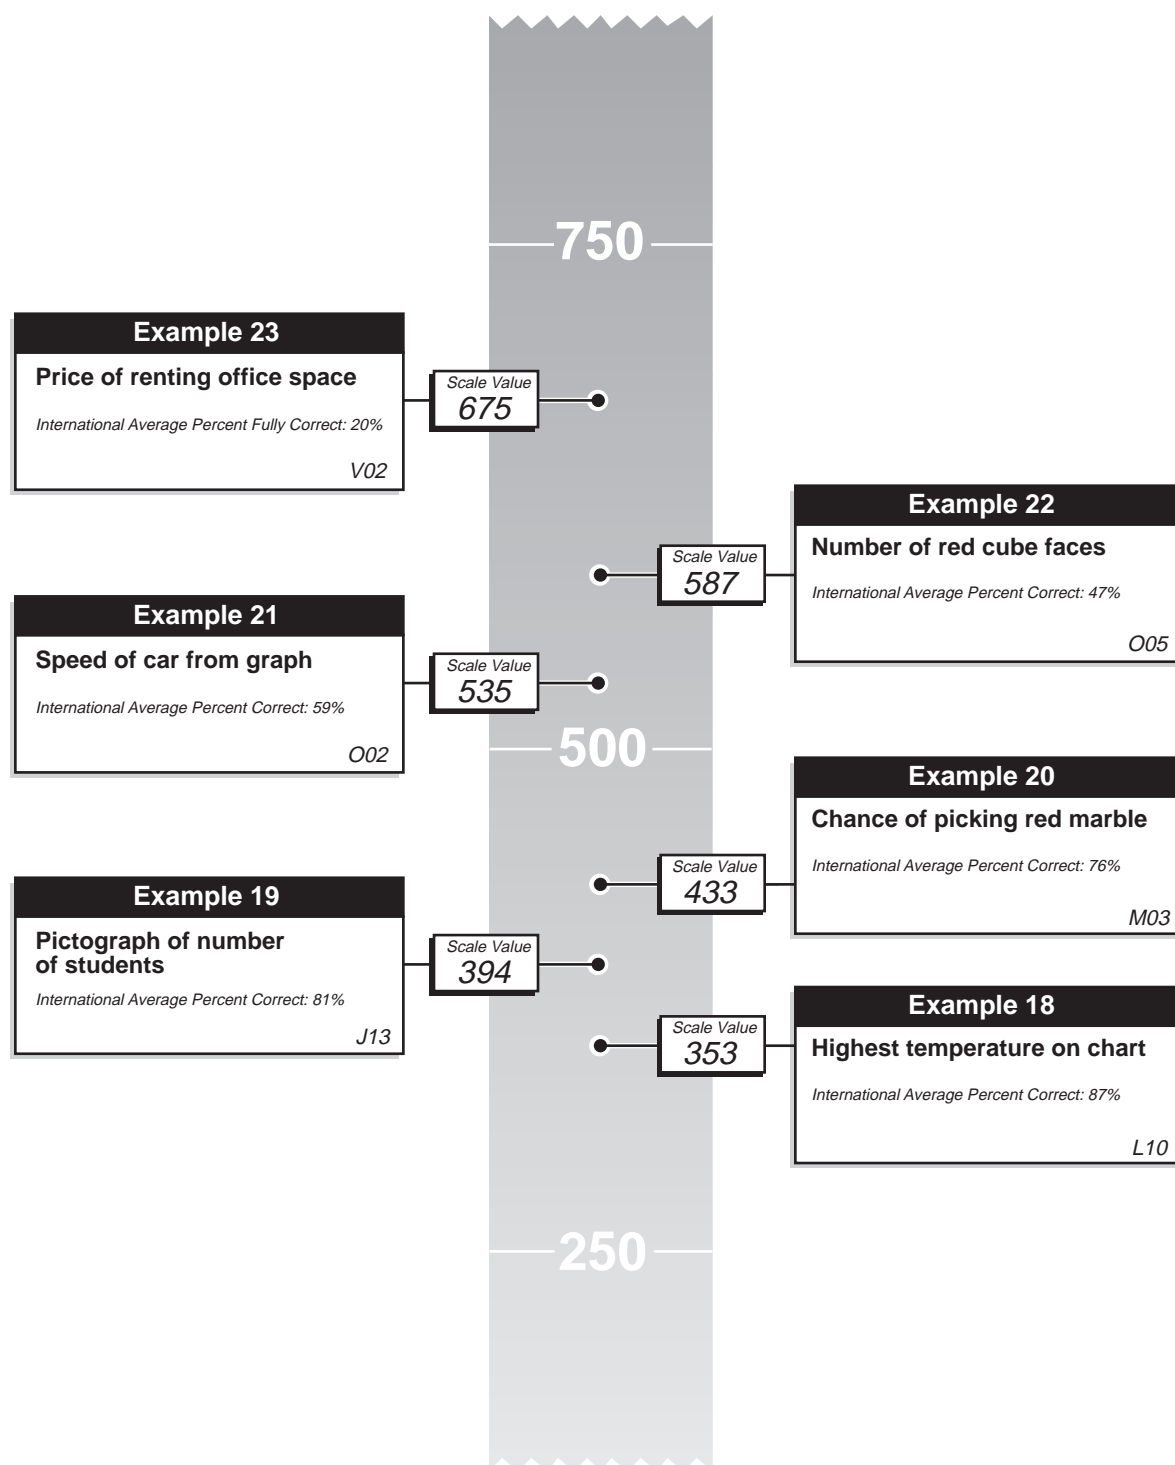 750
Example 23
Price of renting office space
Scale Value
675
International Average Percent Fully Correct: 20%
V02
Example 22
Number of red cube faces
Scale Value
587
International Average Percent Correct: 47%
O05
Example 21
Speed of car from graph
Scale Value
535
International Average Percent Correct: 59%
O02
500
Example 20
Chance of picking red marble
Scale Value
433
International Average Percent Correct: 76%
M03
Example 19
Pictograph of number
of students
Scale Value
394
International Average Percent Correct: 81%
J13
Example 18
Highest temperature on chart
Scale Value
353
International Average Percent Correct: 87%
L10
250